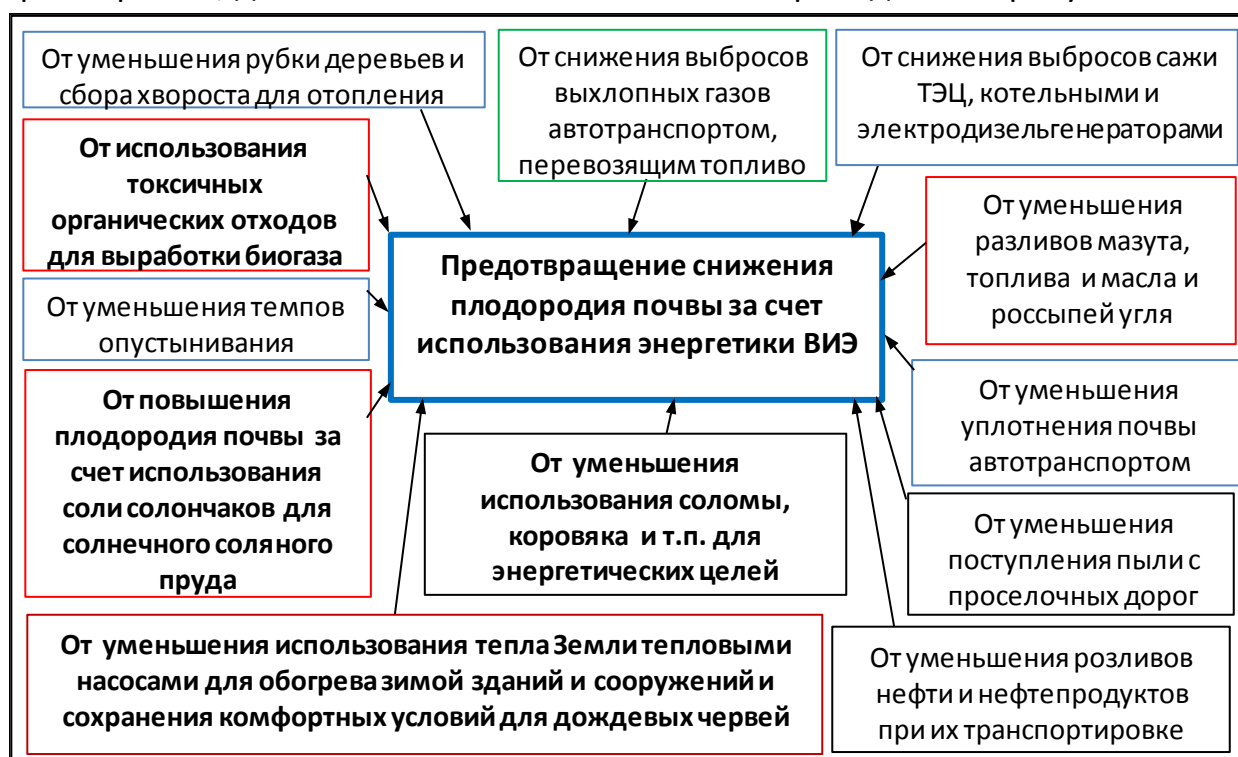 От уменьшения рубки деревьев и
сбора хвороста для отопления
От снижения выбросов
выхлопных газов
автотранспортом,
перевозящим топливо
От снижения выбросов сажи
ТЭЦ, котельными и
электродизельгенераторами
От использования
токсичных
органических отходов
для выработки биогаза
От уменьшения
разливов мазута,
топлива и масла и
россыпей угля
Предотвращение снижения
плодородия почвы за счет
использования энергетики ВИЭ
От уменьшения темпов
опустынивания
От уменьшения
уплотнения почвы
автотранспортом
От повышения
плодородия почвы за
счет использования
соли солончаков для
солнечного соляного
пруда
От уменьшения
использования соломы,
коровяка и т.п. для
энергетических целей
От уменьшения
поступления пыли с
проселочных дорог
От уменьшения использования тепла Земли тепловыми
насосами для обогрева зимой зданий и сооружений и
сохранения комфортных условий для дождевых червей
От уменьшения розливов
нефти и нефтепродуктов
при их транспортировке